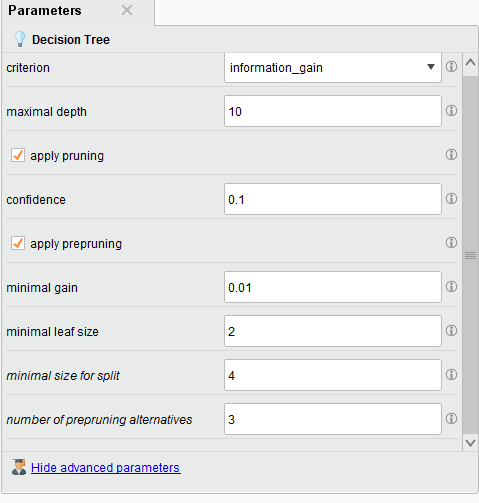 Parameters
Decision Tree
criterion information_gain
maximal depth 10
apply pruning
confidence 0.1
apply prepruning
minimal gain 0.01
minimal leaf size 2
minimal size for split 4
number of prepruning alternatives 3
Hide advanced parameters